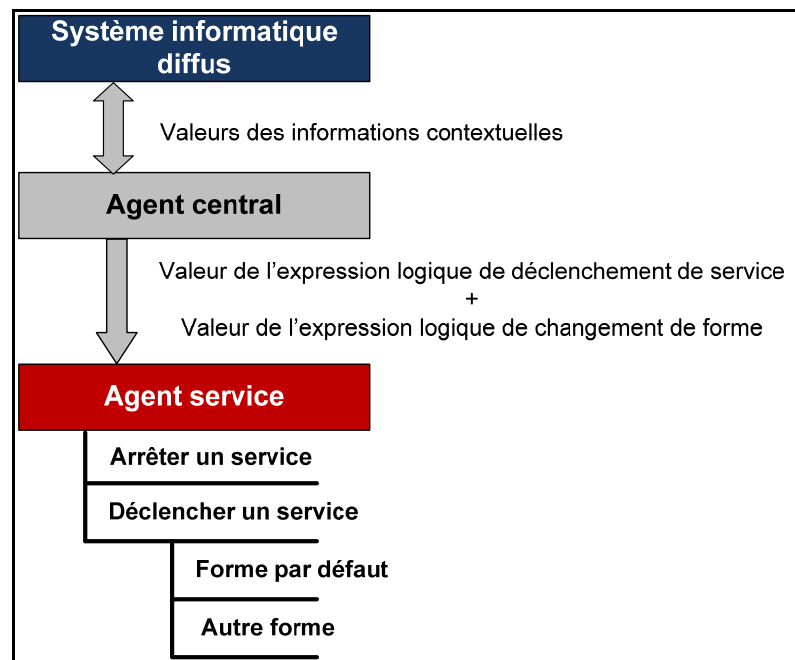 Système informatique
diffus
Valeurs des informations contextuelles
Agent central
Valeur de l’expression logique de déclenchement de service
+
Valeur de l’expression logique de changement de forme
Agent service
Arrêter un service
Déclencher un service
Forme par défaut
Autre forme